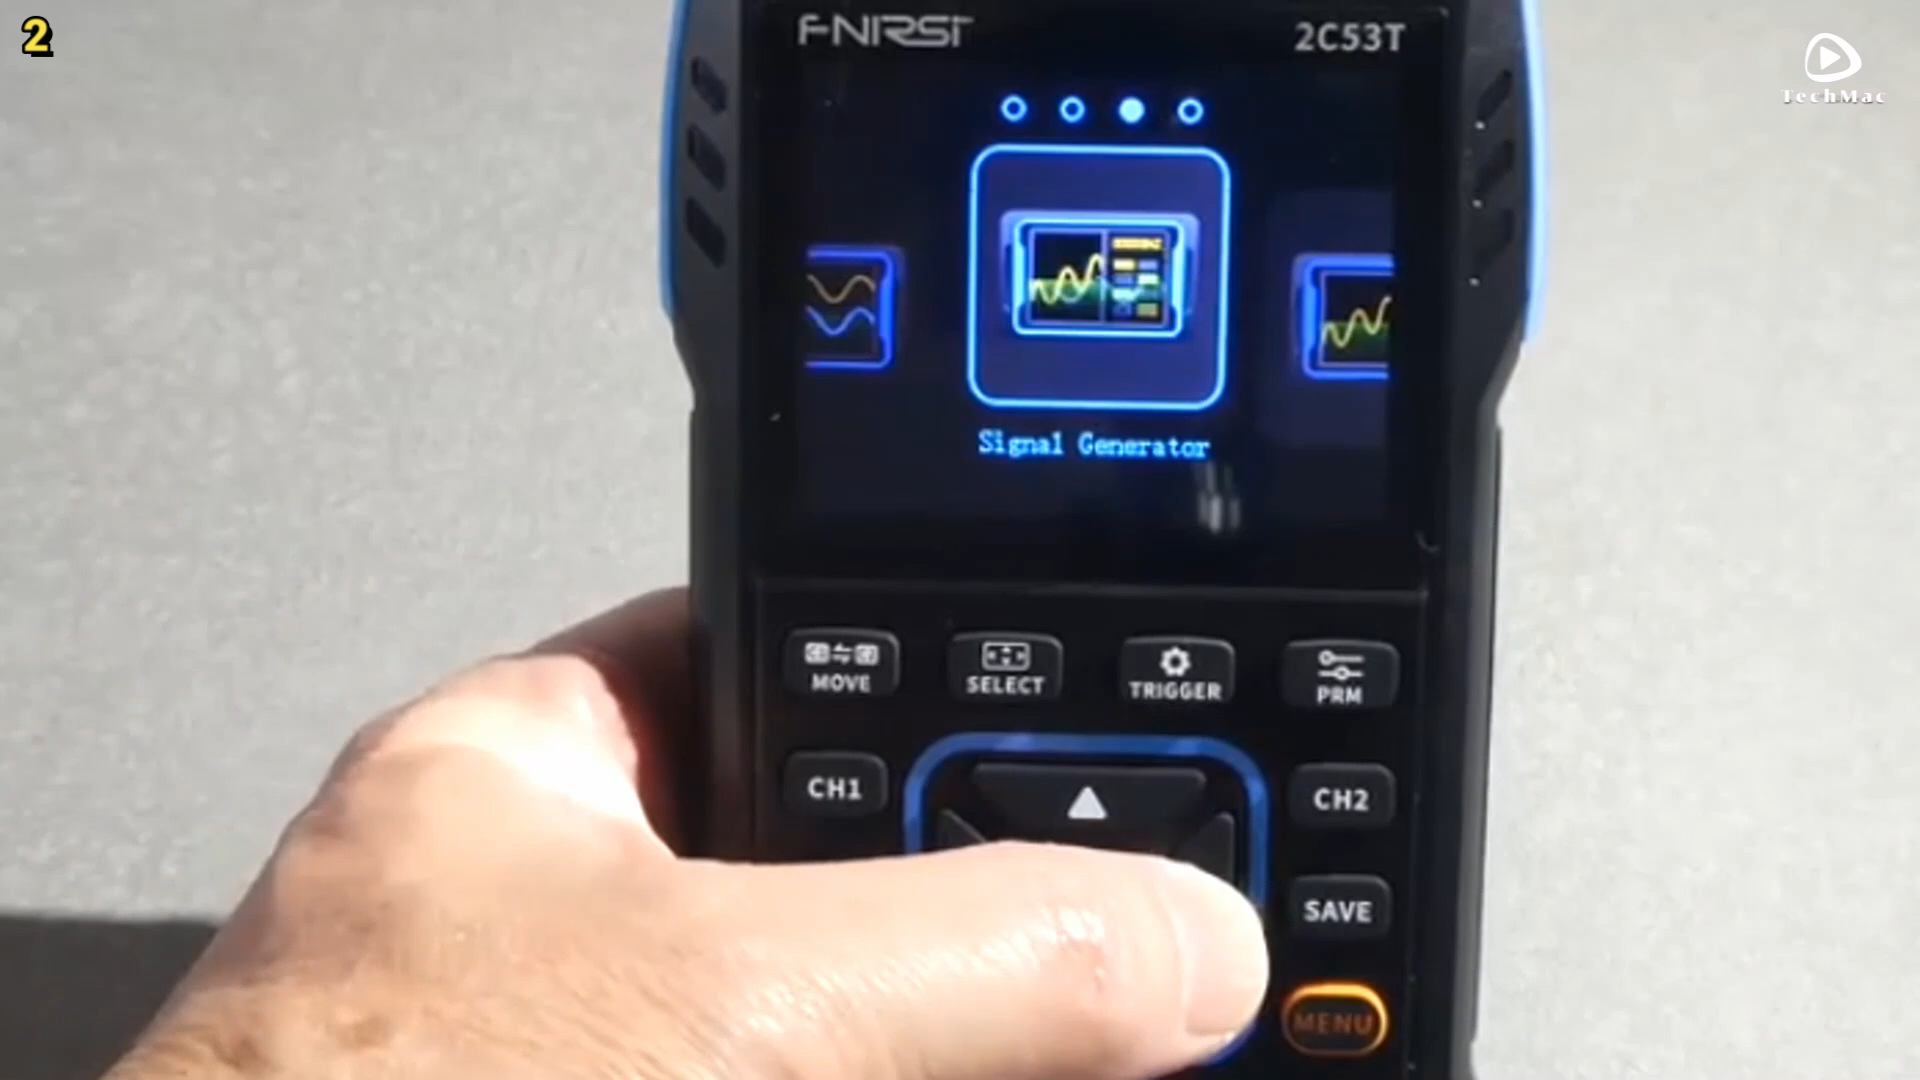 2
FNIRSI
2C53T
TechMac
Signal Generator
MOVE
SELECT
TRIGGER
PRM
CH1
CH2
SAVE
MENU